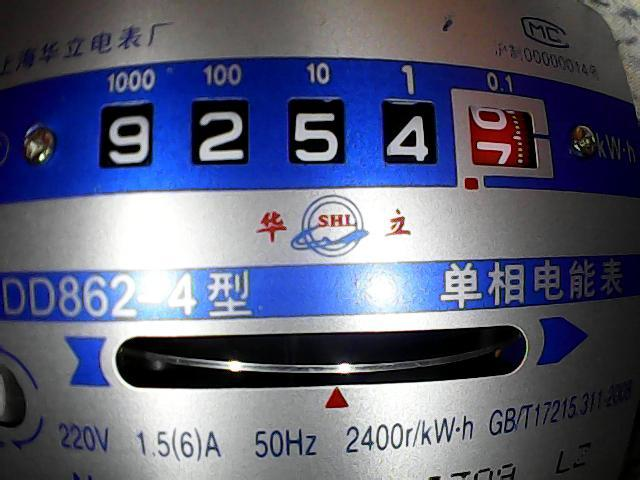 上海华立电表厂
MC
沪制00000014号
1000 100 10 1 0.1
9 2 5 4
kW·h
华 SHL 立
DD862-4型 单相电能表
220V 1.5(6)A 50Hz 2400r/kW·h GB/T17215.311-2008